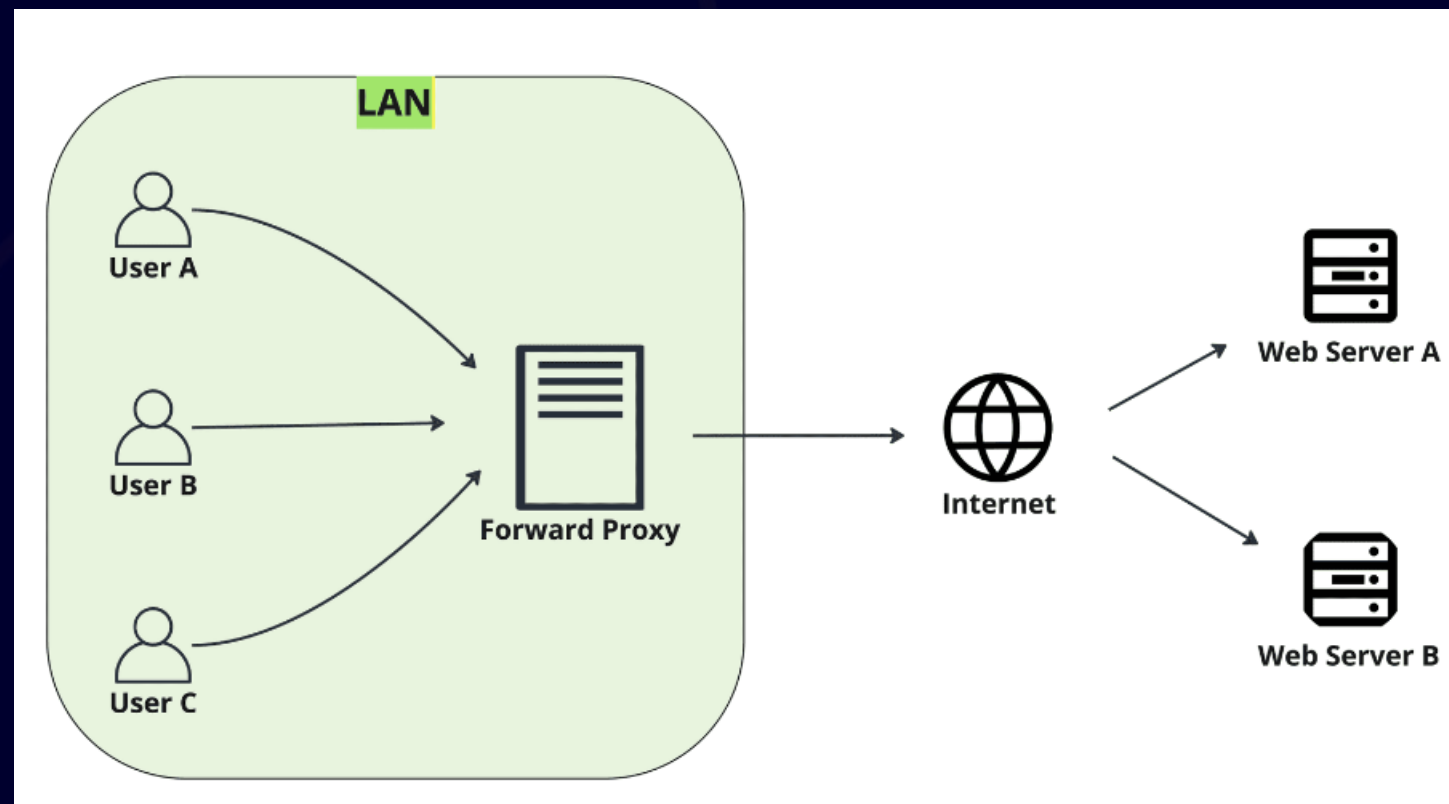 LAN
User A
User B
User C
Forward Proxy
Internet
Web Server A
Web Server B